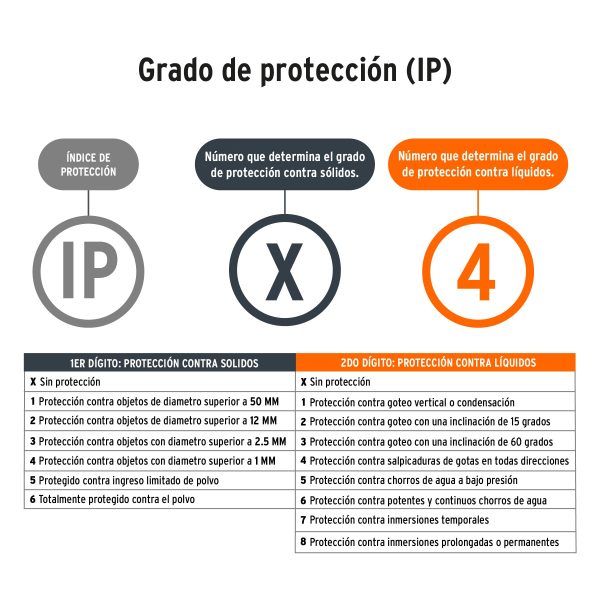 Grado de protección (IP)
ÍNDICE DE
PROTECCIÓN
Número que determina el grado
de protección contra sólidos.
Número que determina el grado
de protección contra líquidos.
IP
X
4
1ER DÍGITO: PROTECCIÓN CONTRA SOLIDOS
X Sin protección
1 Protección contra objetos de diametro superior a 50 MM
2 Protección contra objetos de diametro superior a 12 MM
3 Protección contra objetos con diametro superior a 2.5 MM
4 Protección contra objetos con diametro superior a 1 MM
5 Protegido contra ingreso limitado de polvo
6 Totalmente protegido contra el polvo
2DO DÍGITO: PROTECCIÓN CONTRA LÍQUIDOS
X Sin protección
1 Protección contra goteo vertical o condensación
2 Protección contra goteo con una inclinación de 15 grados
3 Protección contra goteo con una inclinación de 60 grados
4 Protección contra salpicaduras de gotas en todas direcciones
5 Protección contra chorros de agua a bajo presión
6 Protección contra potentes y continuos chorros de agua
7 Protección contra inmersiones temporales
8 Protección contra inmersiones prolongadas o permanentes